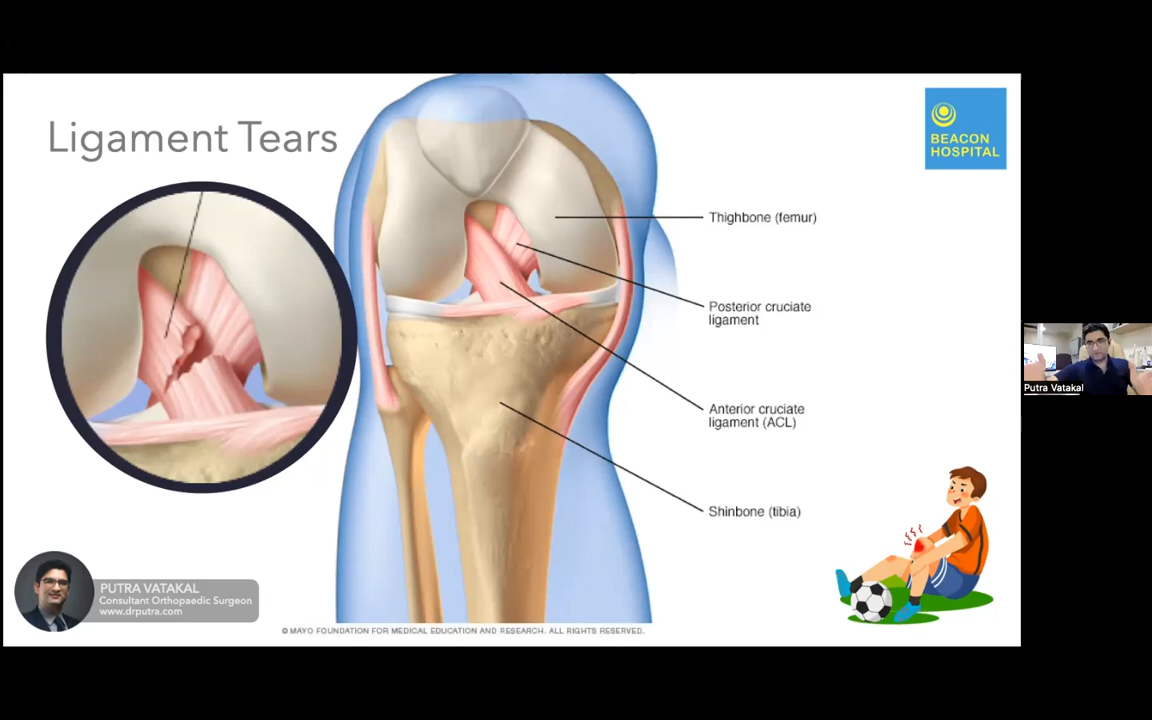 Ligament Tears
BEACON
HOSPITAL
Thighbone (femur)
Posterior cruciate
ligament
Anterior cruciate
ligament (ACL)
Shinbone (tibia)
Putra Vatakal
PUTRA VATAKAL
Consultant Orthopaedic Surgeon
www.drputra.com
© MAYO FOUNDATION FOR MEDICAL EDUCATION AND RESEARCH. ALL RIGHTS RESERVED.